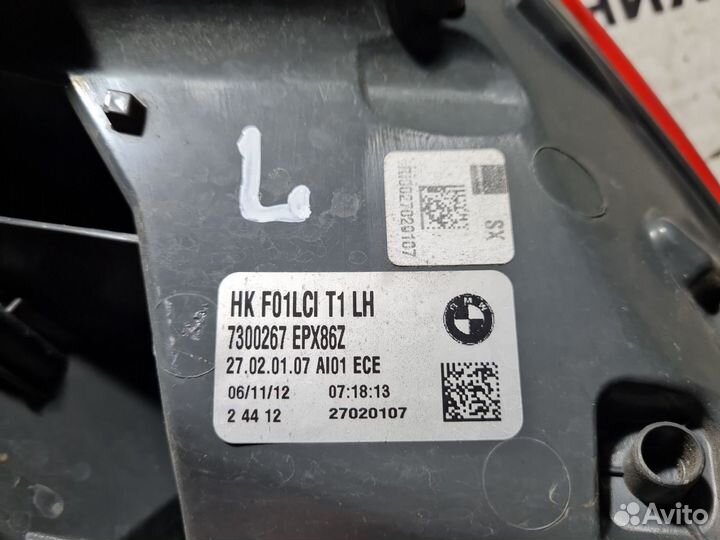 L
SX
HK F01LCI T1 LH
7300267 EPX86Z
27.02.01.07 AI01 ECE
06/11/12 07:18:13
2 44 12 27020107
BMW
Avito